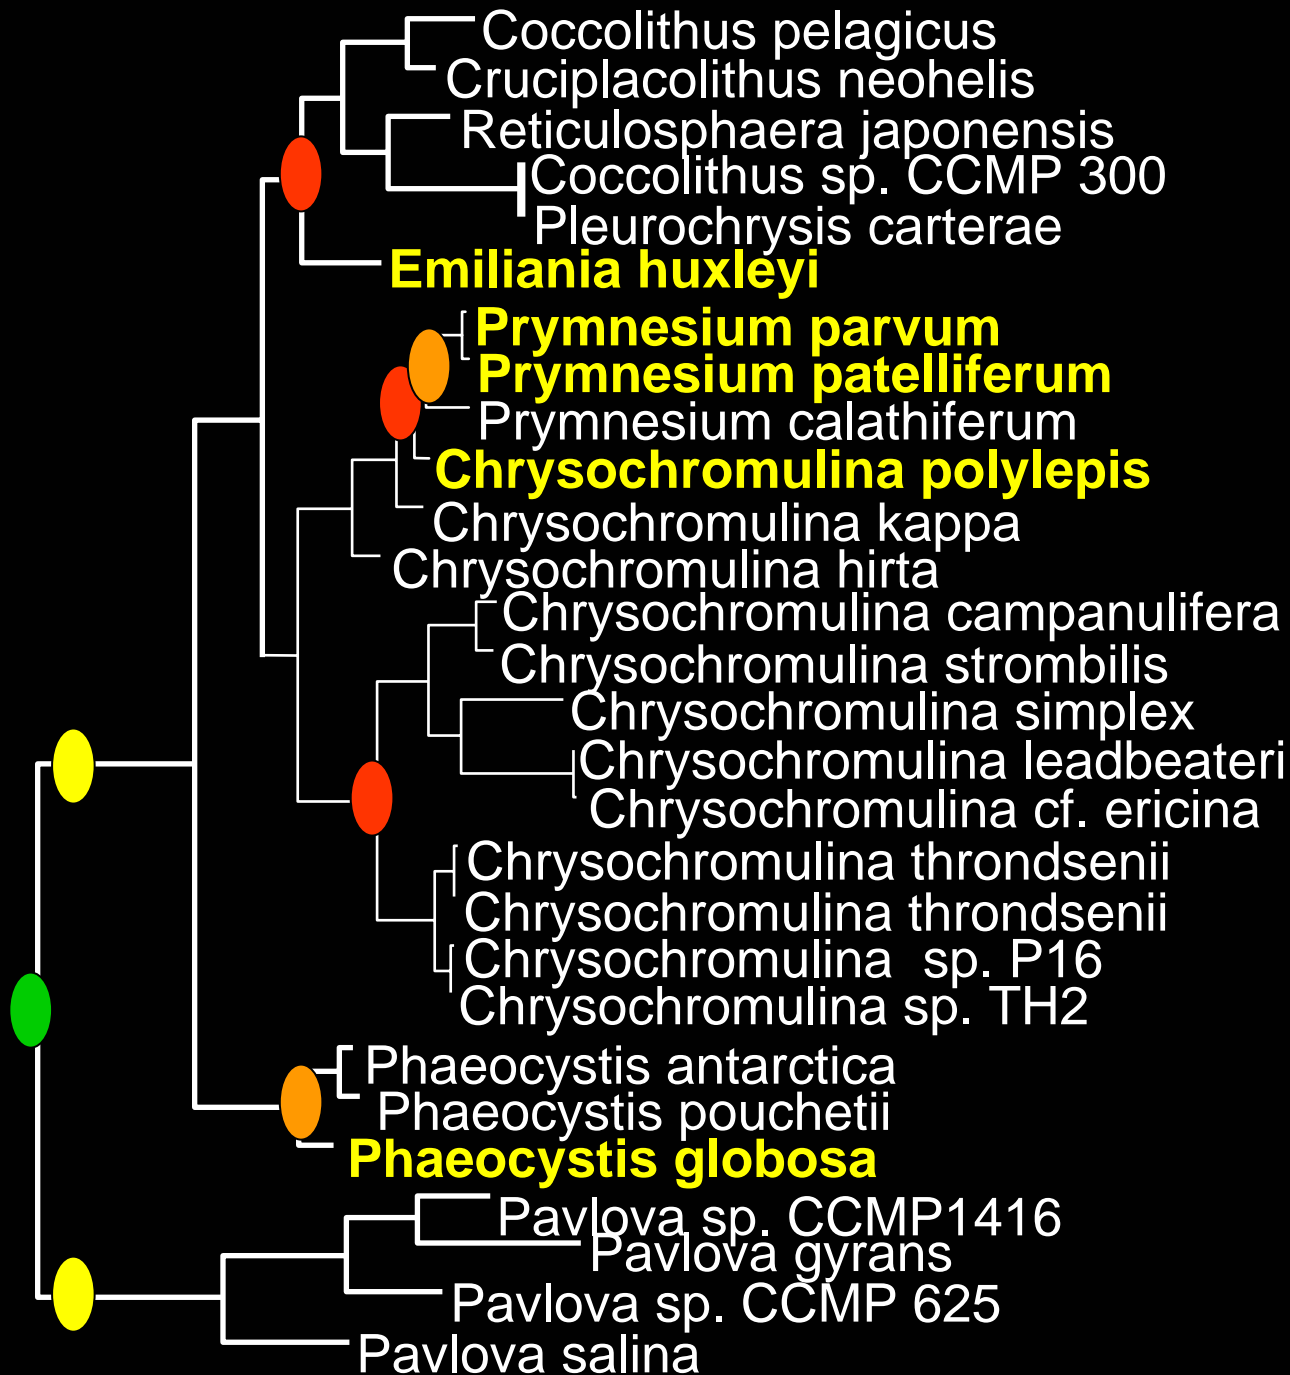 Coccolithus pelagicus
Cruciplacolithus neohelis
Reticulosphaera japonensis
Coccolithus sp. CCMP 300
Pleurochrysis carterae
Emiliania huxleyi
Prymnesium parvum
Prymnesium patelliferum
Prymnesium calathiferum
Chrysochromulina polylepis
Chrysochromulina kappa
Chrysochromulina hirta
Chrysochromulina campanulifera
Chrysochromulina strombilis
Chrysochromulina simplex
Chrysochromulina leadbeateri
Chrysochromulina cf. ericina
Chrysochromulina throndsenii
Chrysochromulina throndsenii
Chrysochromulina  sp. P16
Chrysochromulina sp. TH2
Phaeocystis antarctica
Phaeocystis pouchetii
Phaeocystis globosa
Pavlova sp. CCMP1416
Pavlova gyrans
Pavlova sp. CCMP 625
Pavlova salina